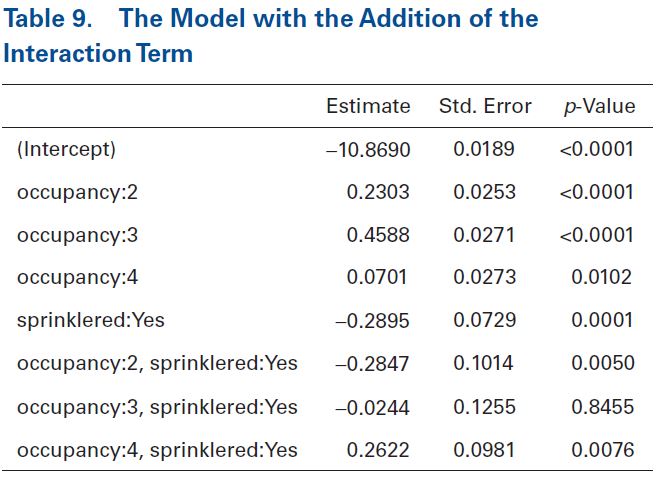 Table 9. The Model with the Addition of the
Interaction Term
Estimate Std. Error p-Value
(Intercept) –10.8690 0.0189 <0.0001
occupancy:2 0.2303 0.0253 <0.0001
occupancy:3 0.4588 0.0271 <0.0001
occupancy:4 0.0701 0.0273 0.0102
sprinklered:Yes –0.2895 0.0729 0.0001
occupancy:2, sprinklered:Yes –0.2847 0.1014 0.0050
occupancy:3, sprinklered:Yes –0.0244 0.1255 0.8455
occupancy:4, sprinklered:Yes 0.2622 0.0981 0.0076